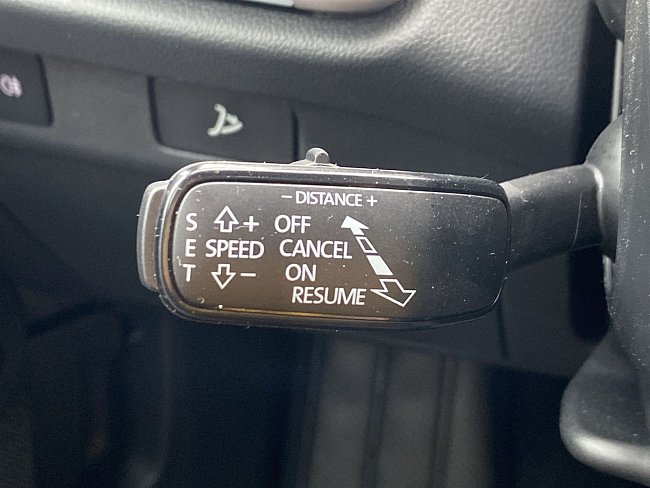 − DISTANCE +
S + OFF
E SPEED CANCEL
T − ON
RESUME